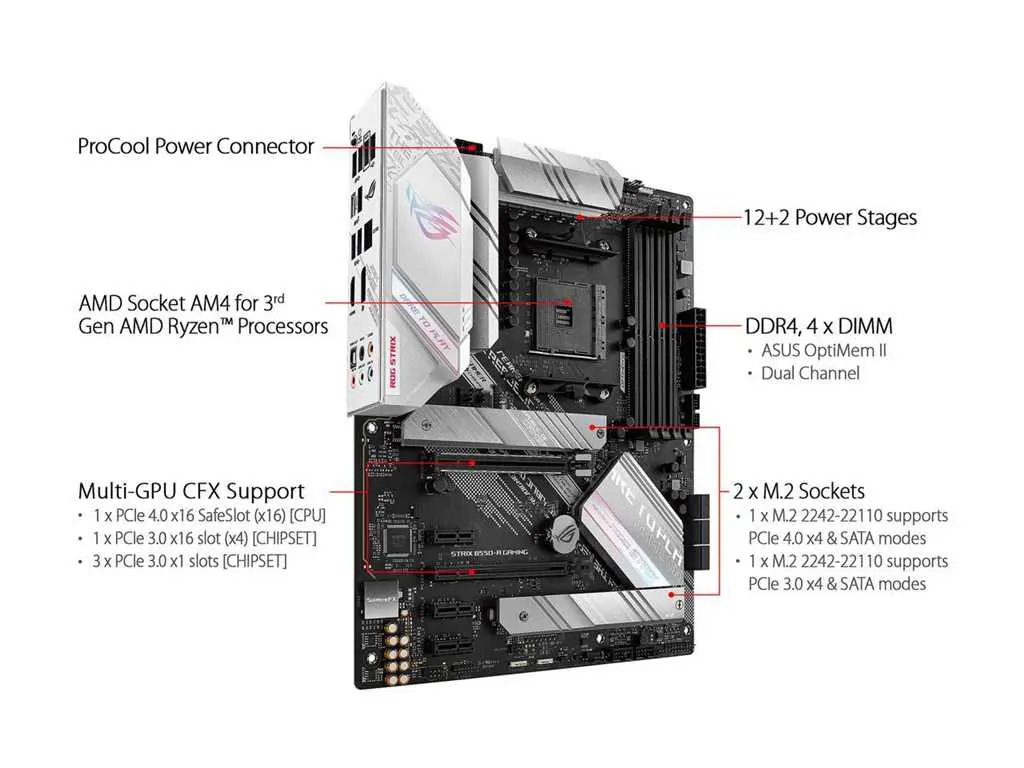 ProCool Power Connector
12+2 Power Stages
AMD Socket AM4 for 3rd
Gen AMD Ryzen™ Processors
DDR4, 4 x DIMM
• ASUS OptiMem II
• Dual Channel
DARE TO PLAY
ROG STRIX
Multi-GPU CFX Support
• 1 x PCIe 4.0 x16 SafeSlot (x16) [CPU]
• 1 x PCIe 3.0 x16 slot (x4) [CHIPSET]
• 3 x PCIe 3.0 x1 slots [CHIPSET]
2 x M.2 Sockets
• 1 x M.2 2242-22110 supports
PCIe 4.0 x4 & SATA modes
• 1 x M.2 2242-22110 supports
PCIe 3.0 x4 & SATA modes
STRIX B550-A GAMING
SupremeFX